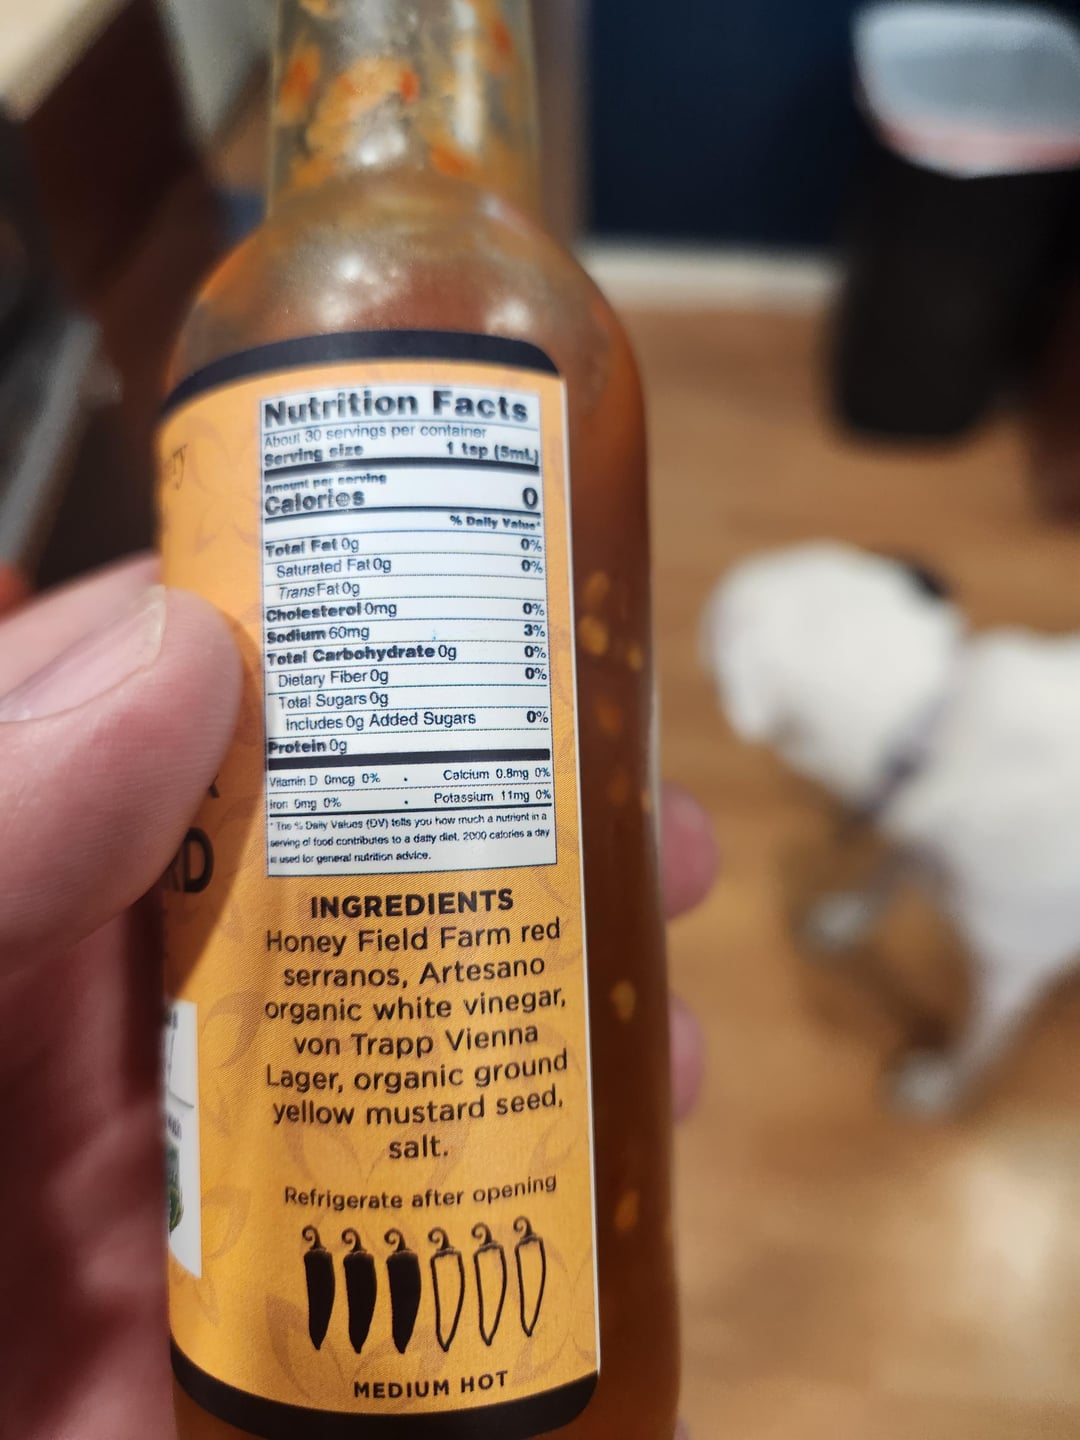 Nutrition Facts
About 30 servings per container
Serving size 1 tsp (5mL)
Amount per serving
Calories 0
% Daily Value*
Total Fat 0g 0%
Saturated Fat 0g 0%
Trans Fat 0g
Cholesterol 0mg 0%
Sodium 60mg 3%
Total Carbohydrate 0g 0%
Dietary Fiber 0g 0%
Total Sugars 0g
Includes 0g Added Sugars 0%
Protein 0g
Vitamin D 0mcg 0% • Calcium 0.8mg 0%
Iron 0mg 0% • Potassium 11mg 0%
* The % Daily Values (DV) tells you how much a nutrient in a
serving of food contributes to a daily diet. 2000 calories a day
is used for general nutrition advice.
INGREDIENTS
Honey Field Farm red
serranos, Artesano
organic white vinegar,
von Trapp Vienna
Lager, organic ground
yellow mustard seed,
salt.
Refrigerate after opening
MEDIUM HOT